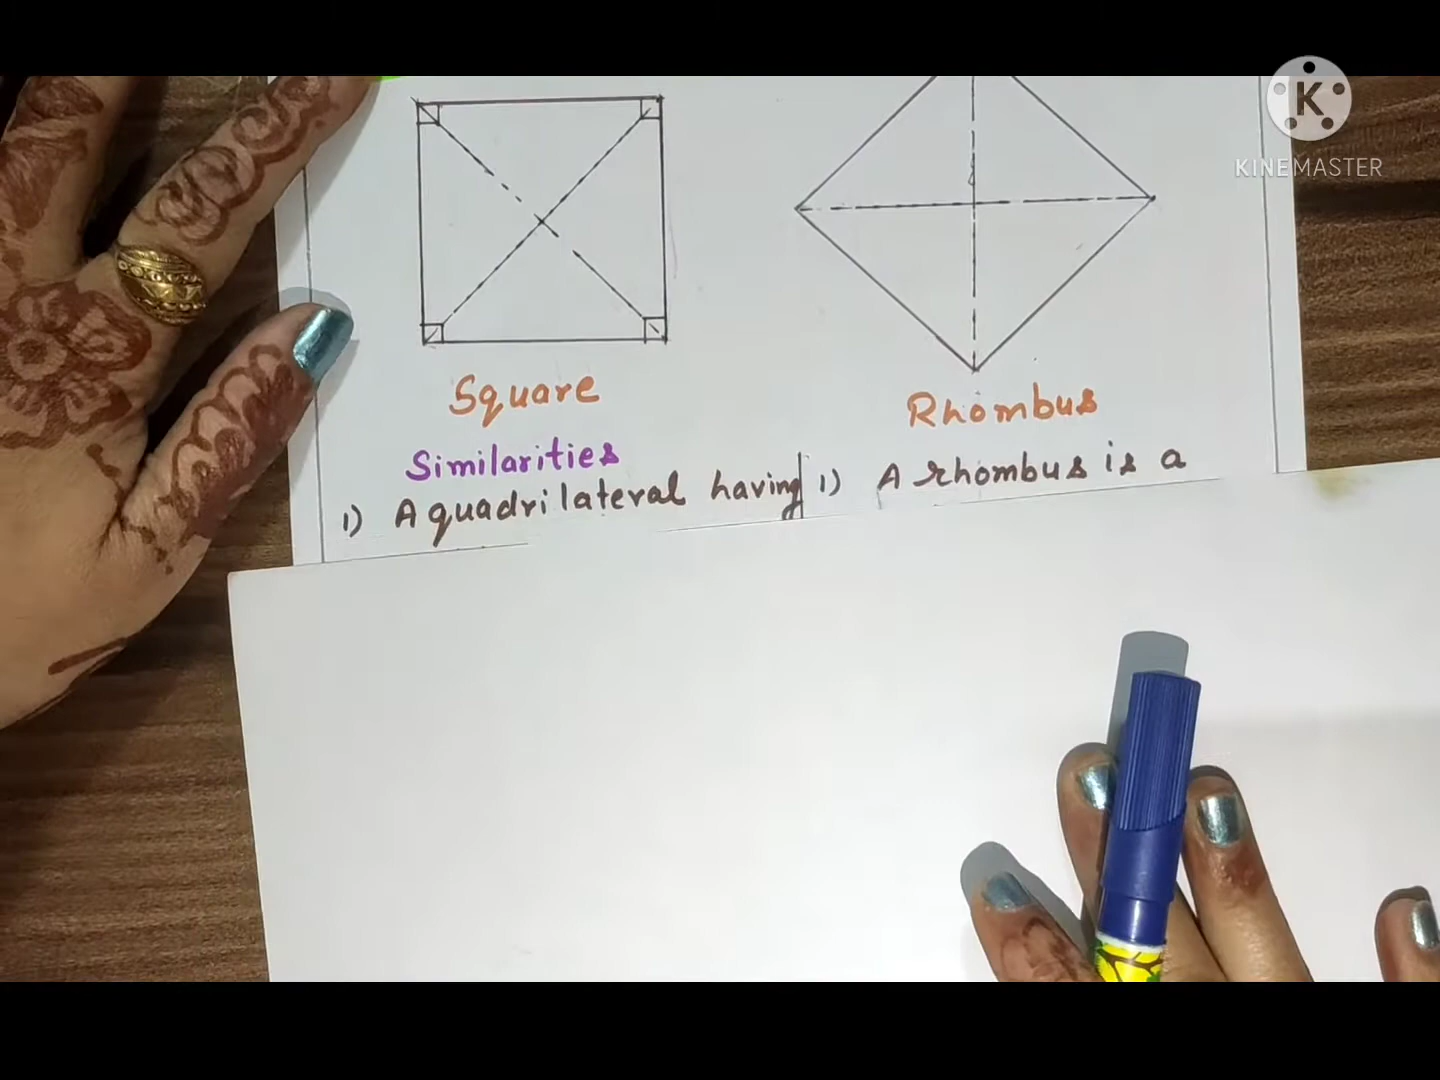 K
KINEMASTER
Square
Rhombus
Similarities
1) A quadrilateral having
1) A rhombus is a